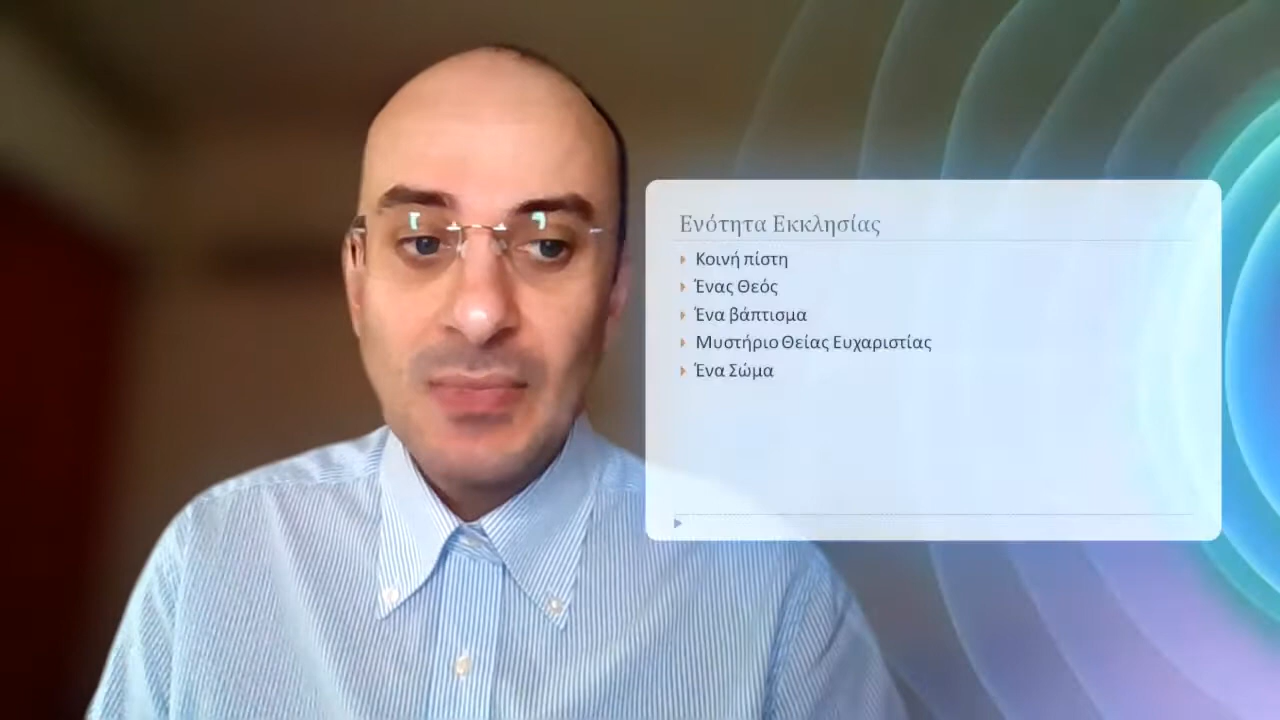 Ενότητα Εκκλησίας
Κοινή πίστη
Ένας Θεός
Ένα βάπτισμα
Μυστήριο Θείας Ευχαριστίας
Ένα Σώμα